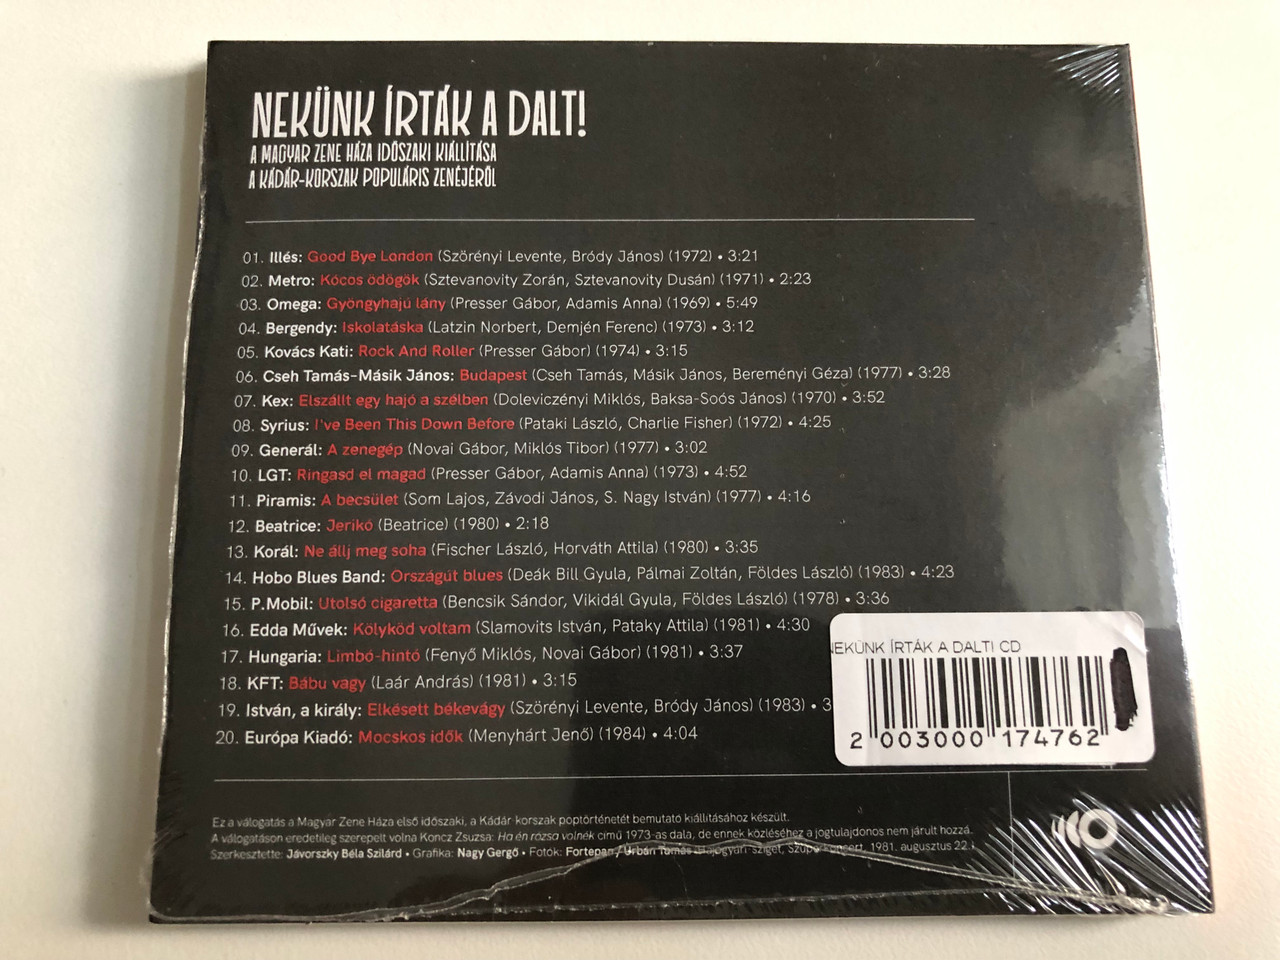 NEKÜNK ÍRTÁK A DALT!
A MAGYAR ZENE HÁZA IDŐSZAKI KIÁLLÍTÁSA
A KÁDÁR-KORSZAK POPULÁRIS ZENÉJÉRŐL
01. Illés: Good Bye London (Szörényi Levente, Bródy János) (1972) • 3:21
02. Metro: Kócos ödögök (Sztevanovity Zorán, Sztevanovity Dusán) (1971) • 2:23
03. Omega: Gyöngyhajú lány (Presser Gábor, Adamis Anna) (1969) • 5:49
04. Bergendy: Iskolatáska (Latzin Norbert, Demjén Ferenc) (1973) • 3:12
05. Kovács Kati: Rock And Roller (Presser Gábor) (1974) • 3:15
06. Cseh Tamás-Másik János: Budapest (Cseh Tamás, Másik János, Bereményi Géza) (1977) • 3:28
07. Kex: Elszállt egy hajó a szélben (Doleviczényi Miklós, Baksa-Soós János) (1970) • 3:52
08. Syrius: I've Been This Down Before (Pataki László, Charlie Fisher) (1972) • 4:25
09. Generál: A zenegép (Novai Gábor, Miklós Tibor) (1977) • 3:02
10. LGT: Ringasd el magad (Presser Gábor, Adamis Anna) (1973) • 4:52
11. Piramis: A becsület (Som Lajos, Závodi János, S. Nagy István) (1977) • 4:16
12. Beatrice: Jerikó (Beatrice) (1980) • 2:18
13. Korál: Ne állj meg soha (Fischer László, Horváth Attila) (1980) • 3:35
14. Hobo Blues Band: Országút blues (Deák Bill Gyula, Pálmai Zoltán, Földes László) (1983) • 4:23
15. P.Mobil: Utolsó cigaretta (Bencsik Sándor, Vikidál Gyula, Földes László) (1978) • 3:36
16. Edda Művek: Kölyköd voltam (Slamovits István, Pataky Attila) (1981) • 4:30
17. Hungaria: Limbó-hintó (Fenyő Miklós, Novai Gábor) (1981) • 3:37
18. KFT: Bábu vagy (Laár András) (1981) • 3:15
19. István, a király: Elkésett békevágy (Szörényi Levente, Bródy János) (1983) • 3
20. Európa Kiadó: Mocskos idők (Menyhárt Jenő) (1984) • 4:04
NEKÜNK ÍRTÁK A DALT! CD
2 003000 174762
Ez a válogatás a Magyar Zene Háza első időszaki, a Kádár korszak poptörténetét bemutató kiállításához készült.
A válogatáson eredetileg szerepelt volna Koncz Zsuzsa: Ha én rózsa volnék című 1973-as dala, de ennek közléséhez a jogtulajdonos nem járult hozzá.
Szerkesztette: Jávorszky Béla Szilárd • Grafika: Nagy Gergő • Fotók: Fortepan / Urbán Tamás, Hajógyári-sziget, Szuperkoncert, 1981. augusztus 22.